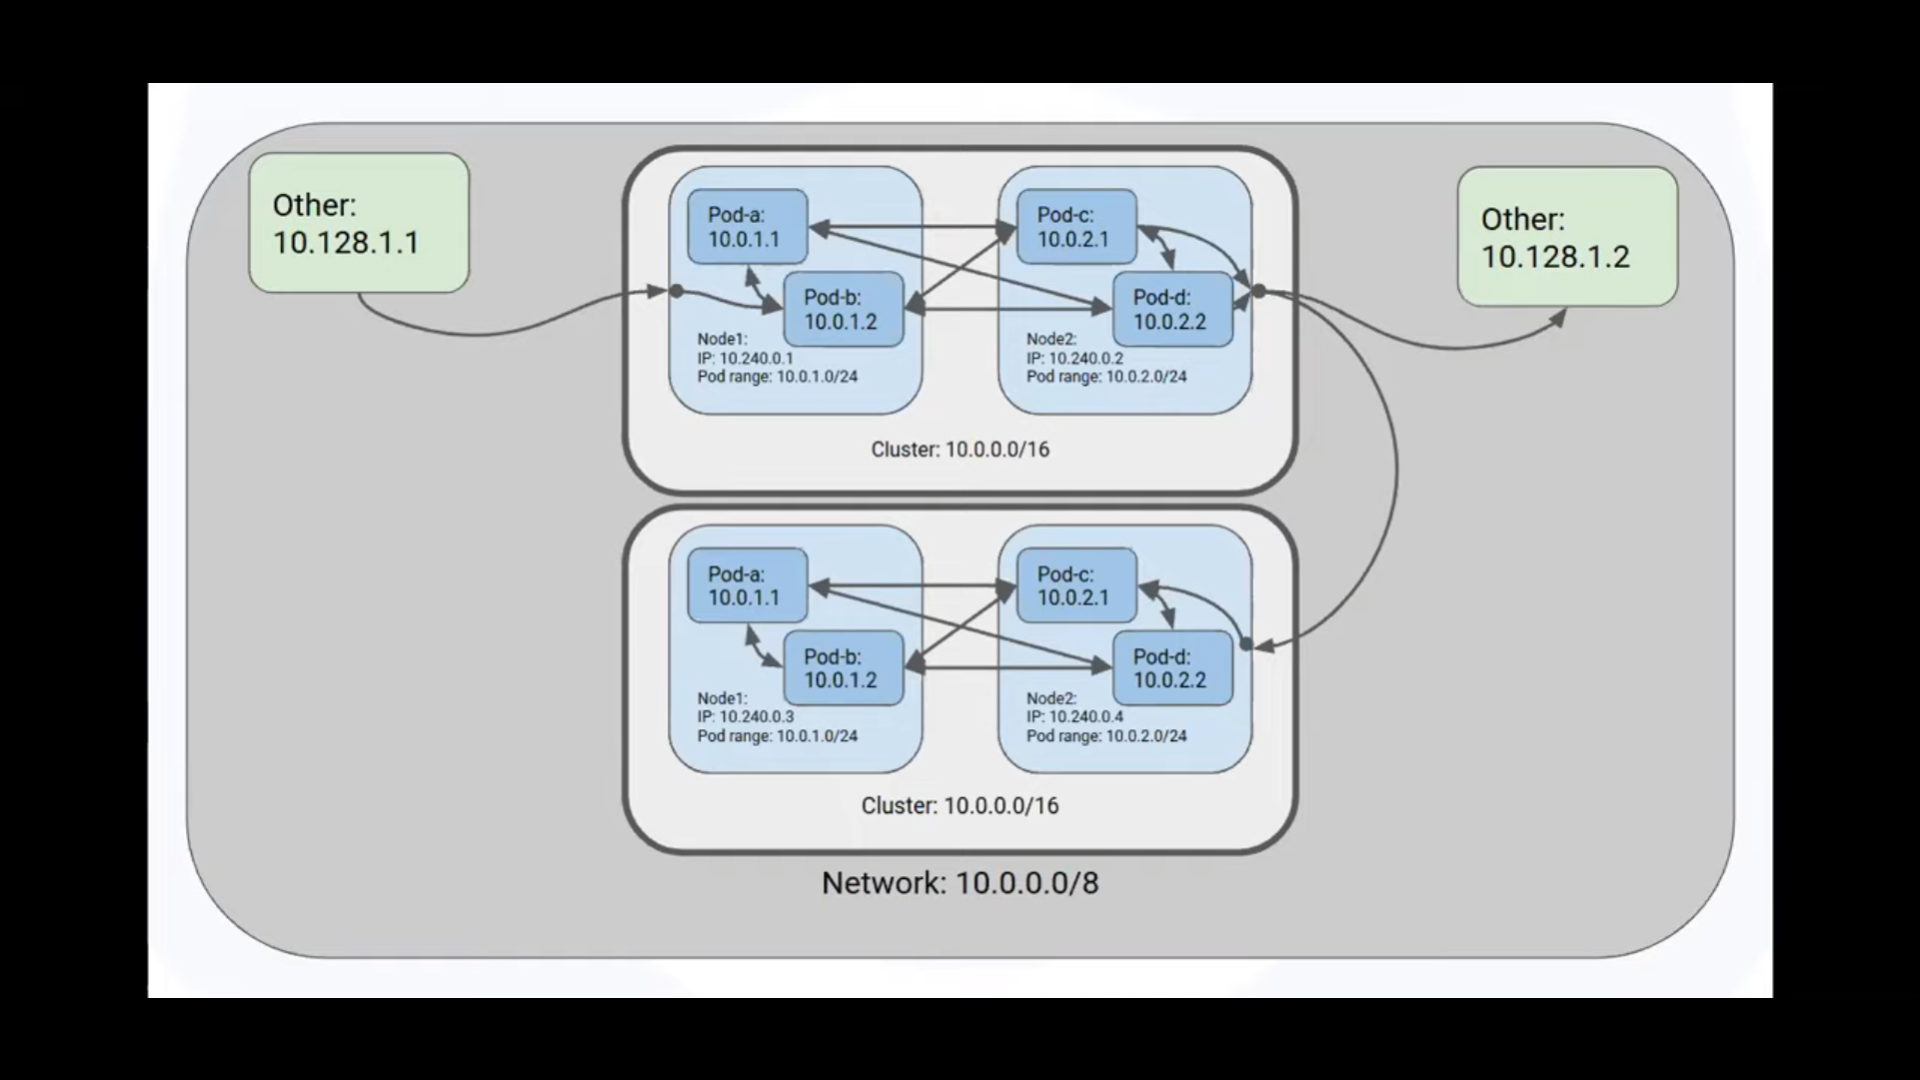 Other:
10.128.1.1
Pod-a:
10.0.1.1
Pod-b:
10.0.1.2
Node1:
IP: 10.240.0.1
Pod range: 10.0.1.0/24
Pod-c:
10.0.2.1
Pod-d:
10.0.2.2
Node2:
IP: 10.240.0.2
Pod range: 10.0.2.0/24
Other:
10.128.1.2
Cluster: 10.0.0.0/16
Pod-a:
10.0.1.1
Pod-b:
10.0.1.2
Node1:
IP: 10.240.0.3
Pod range: 10.0.1.0/24
Pod-c:
10.0.2.1
Pod-d:
10.0.2.2
Node2:
IP: 10.240.0.4
Pod range: 10.0.2.0/24
Cluster: 10.0.0.0/16
Network: 10.0.0.0/8